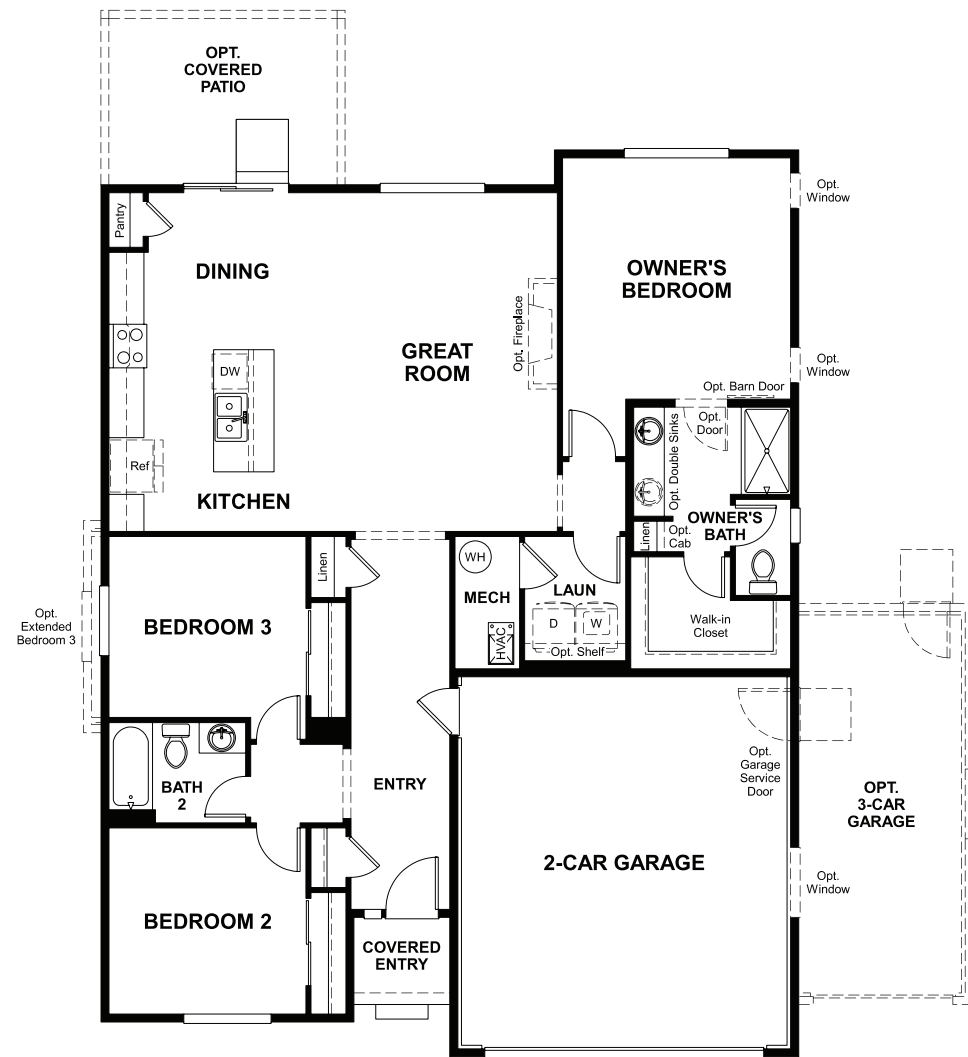 OPT.
COVERED
PATIO
Pantry
DINING
OWNER'S
BEDROOM
Opt.
Window
Opt. Fireplace
GREAT
ROOM
DW
Opt.
Window
Opt. Barn Door
Opt.
Door
Opt. Double Sinks
Ref
KITCHEN
OWNER'S
BATH
Linen
Opt.
Cab
Linen
WH
MECH
LAUN
D
W
Opt. Shelf
HVAC
Walk-in
Closet
Opt.
Extended
Bedroom 3
BEDROOM 3
BATH
2
ENTRY
Opt.
Garage
Service
Door
OPT.
3-CAR
GARAGE
2-CAR GARAGE
Opt.
Window
BEDROOM 2
COVERED
ENTRY